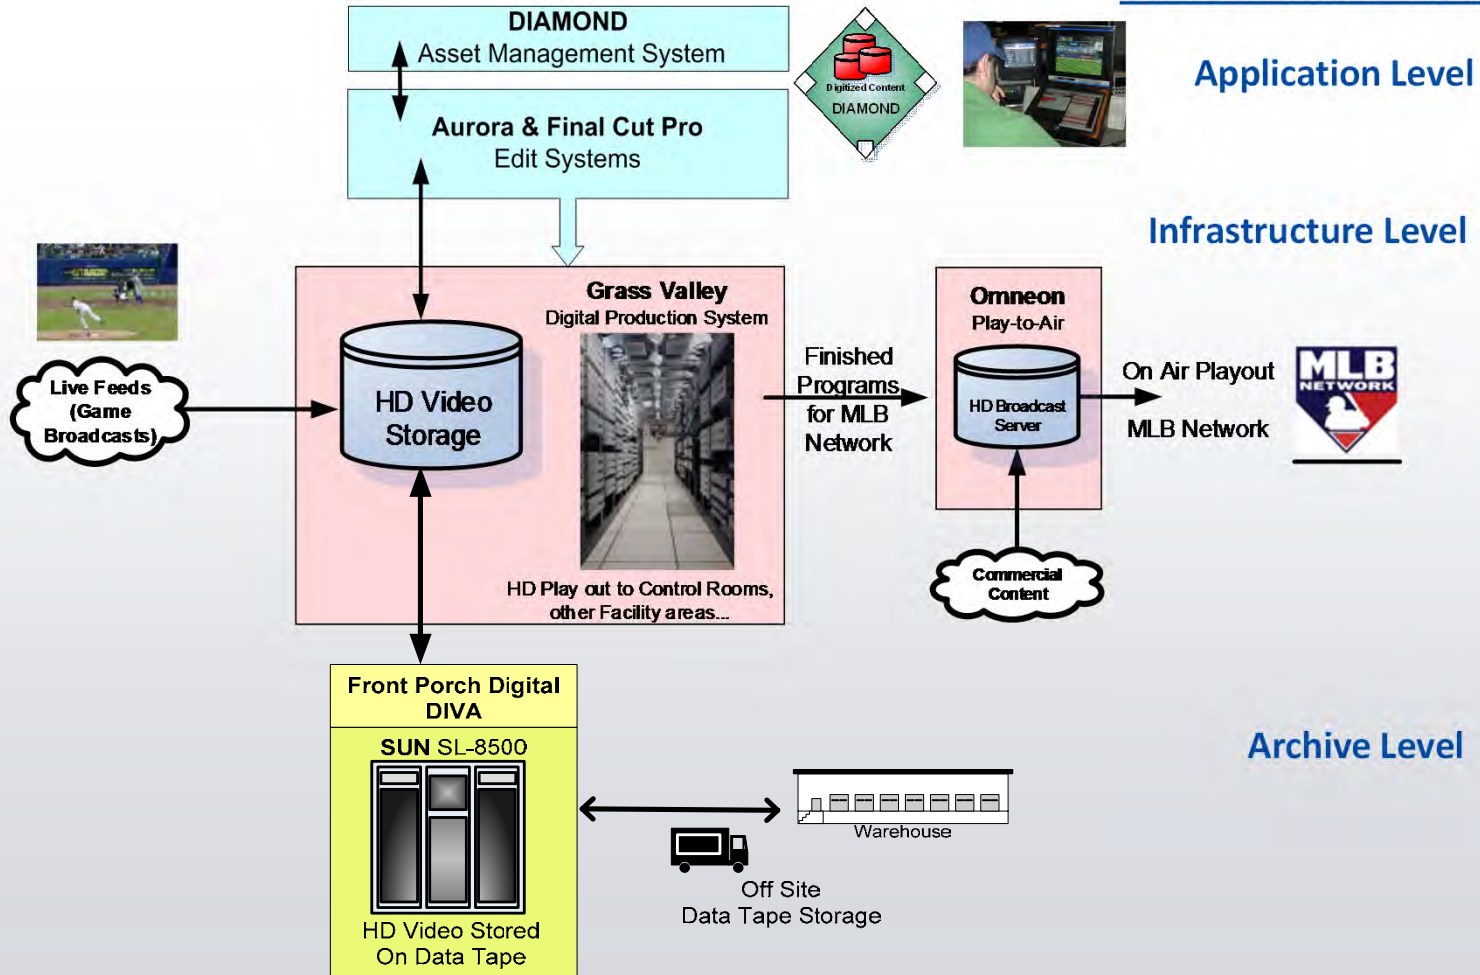 DIAMOND
Asset Management System
Digitized Content
DIAMOND
Application Level
Aurora & Final Cut Pro
Edit Systems
Infrastructure Level
Live Feeds
(Game
Broadcasts)
HD Video
Storage
Grass Valley
Digital Production System
HD Play out to Control Rooms,
other Facility areas...
Finished
Programs
for MLB
Network
Omneon
Play-to-Air
HD Broadcast
Server
Commercial
Content
On Air Playout
MLB Network
MLB
NETWORK
Front Porch Digital
DIVA
SUN SL-8500
HD Video Stored
On Data Tape
Archive Level
Warehouse
Off Site
Data Tape Storage